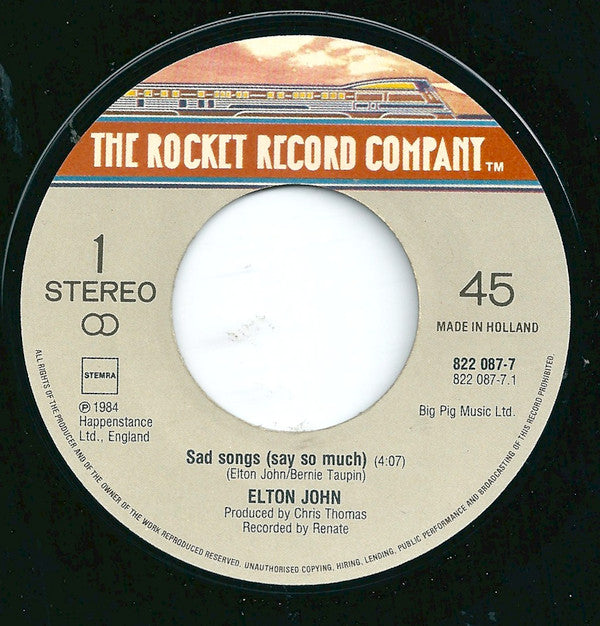 THE ROCKET RECORD COMPANY™
1
STEREO
45
MADE IN HOLLAND
STEMRA
822 087-7
822 087-7.1
℗ 1984
Happenstance
Ltd., England
Big Pig Music Ltd.
Sad songs (say so much) (4:07)
(Elton John/Bernie Taupin)
ELTON JOHN
Produced by Chris Thomas
Recorded by Renate
ALL RIGHTS OF THE PRODUCER AND OF THE OWNER OF THE WORK REPRODUCED RESERVED. UNAUTHORISED COPYING, HIRING, LENDING, PUBLIC PERFORMANCE AND BROADCASTING OF THIS RECORD PROHIBITED.